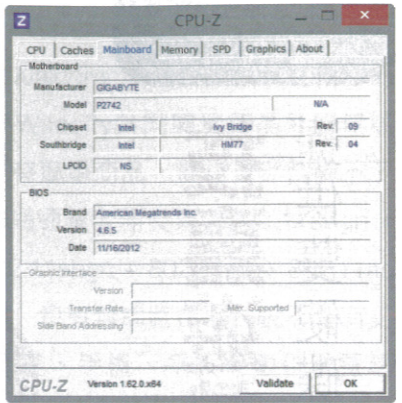 Z CPU-Z
CPU Caches Mainboard Memory SPD Graphics About
Motherboard
Manufacturer GIGABYTE
Model P2742 N/A
Chipset Intel Ivy Bridge Rev. 09
Southbridge Intel HM77 Rev. 04
LPCIO NS
BIOS
Brand American Megatrends Inc.
Version 4.6.5
Date 11/16/2012
Graphic Interface
Version
Transfer Rate Max. Supported
Side Band Addressing
CPU-Z Version 1.62.0.x64 Validate OK